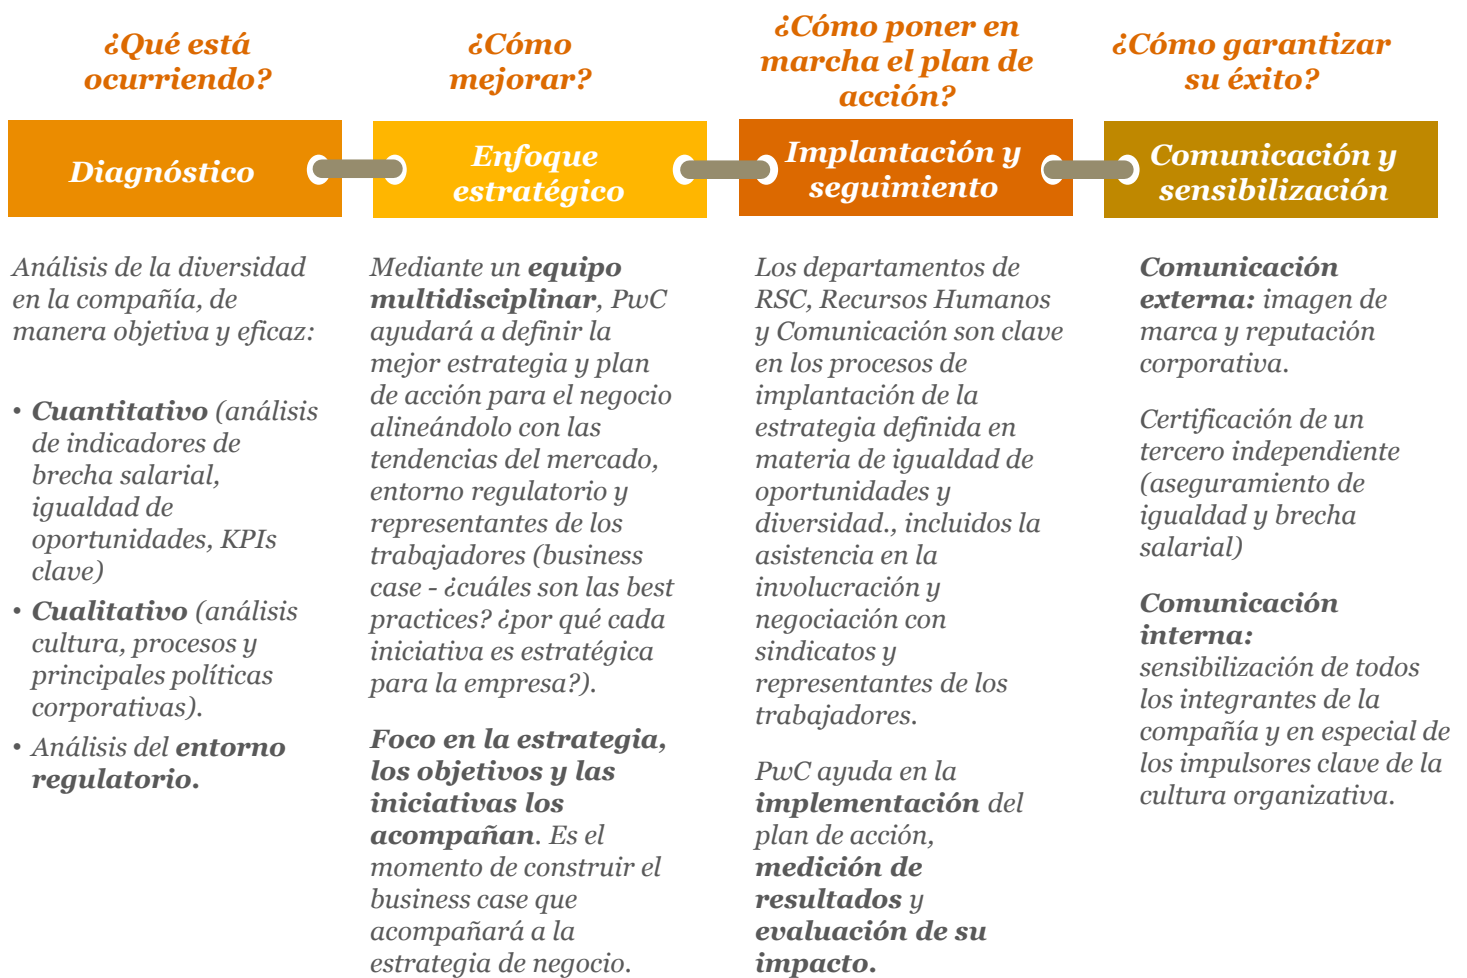 ¿Qué está
ocurriendo?
Diagnóstico
Análisis de la diversidad
en la compañía, de
manera objetiva y eficaz:
• Cuantitativo (análisis
de indicadores de
brecha salarial,
igualdad de
oportunidades, KPIs
clave)
• Cualitativo (análisis
cultura, procesos y
principales políticas
corporativas).
• Análisis del entorno
regulatorio.
¿Cómo
mejorar?
Enfoque
estratégico
Mediante un equipo
multidisciplinar, PwC
ayudará a definir la
mejor estrategia y plan
de acción para el negocio
alineándolo con las
tendencias del mercado,
entorno regulatorio y
representantes de los
trabajadores (business
case - ¿cuáles son las best
practices? ¿por qué cada
iniciativa es estratégica
para la empresa?).
Foco en la estrategia,
los objetivos y las
iniciativas los
acompañan. Es el
momento de construir el
business case que
acompañará a la
estrategia de negocio.
¿Cómo poner en
marcha el plan de
acción?
Implantación y
seguimiento
Los departamentos de
RSC, Recursos Humanos
y Comunicación son clave
en los procesos de
implantación de la
estrategia definida en
materia de igualdad de
oportunidades y
diversidad., incluidos la
asistencia en la
involucración y
negociación con
sindicatos y
representantes de los
trabajadores.
PwC ayuda en la
implementación del
plan de acción,
medición de
resultados y
evaluación de su
impacto.
¿Cómo garantizar
su éxito?
Comunicación y
sensibilización
Comunicación
externa: imagen de
marca y reputación
corporativa.
Certificación de un
tercero independiente
(aseguramiento de
igualdad y brecha
salarial)
Comunicación
interna:
sensibilización de todos
los integrantes de la
compañía y en especial de
los impulsores clave de la
cultura organizativa.